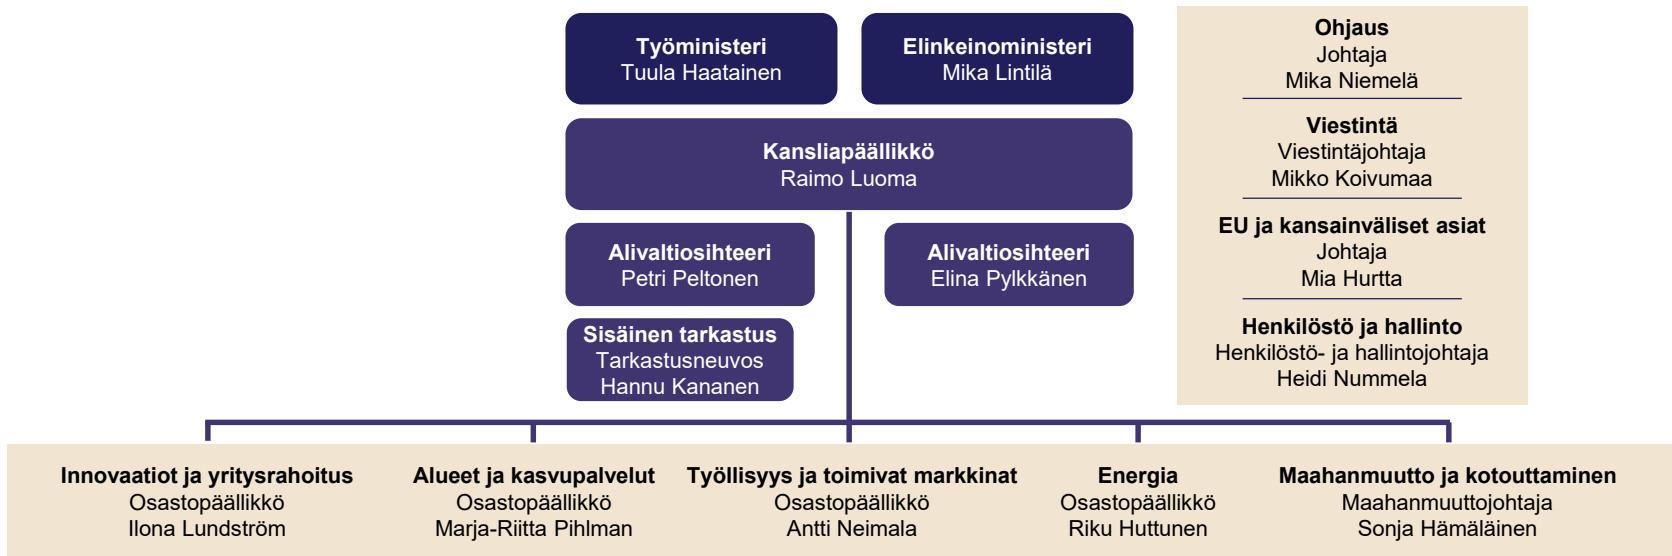 Työministeri
Tuula Haatainen
Elinkeinoministeri
Mika Lintilä
Kansliapäällikkö
Raimo Luoma
Alivaltiosihteeri
Petri Peltonen
Alivaltiosihteeri
Elina Pylkkänen
Sisäinen tarkastus
Tarkastusneuvos
Hannu Kananen
Ohjaus
Johtaja
Mika Niemelä
Viestintä
Viestintäjohtaja
Mikko Koivumaa
EU ja kansainväliset asiat
Johtaja
Mia Hurtta
Henkilöstö ja hallinto
Henkilöstö- ja hallintojohtaja
Heidi Nummela
Innovaatiot ja yritysrahoitus
Osastopäällikkö
Ilona Lundström
Alueet ja kasvupalvelut
Osastopäällikkö
Marja-Riitta Pihlman
Työllisyys ja toimivat markkinat
Osastopäällikkö
Antti Neimala
Energia
Osastopäällikkö
Riku Huttunen
Maahanmuutto ja kotouttaminen
Maahanmuuttojohtaja
Sonja Hämäläinen